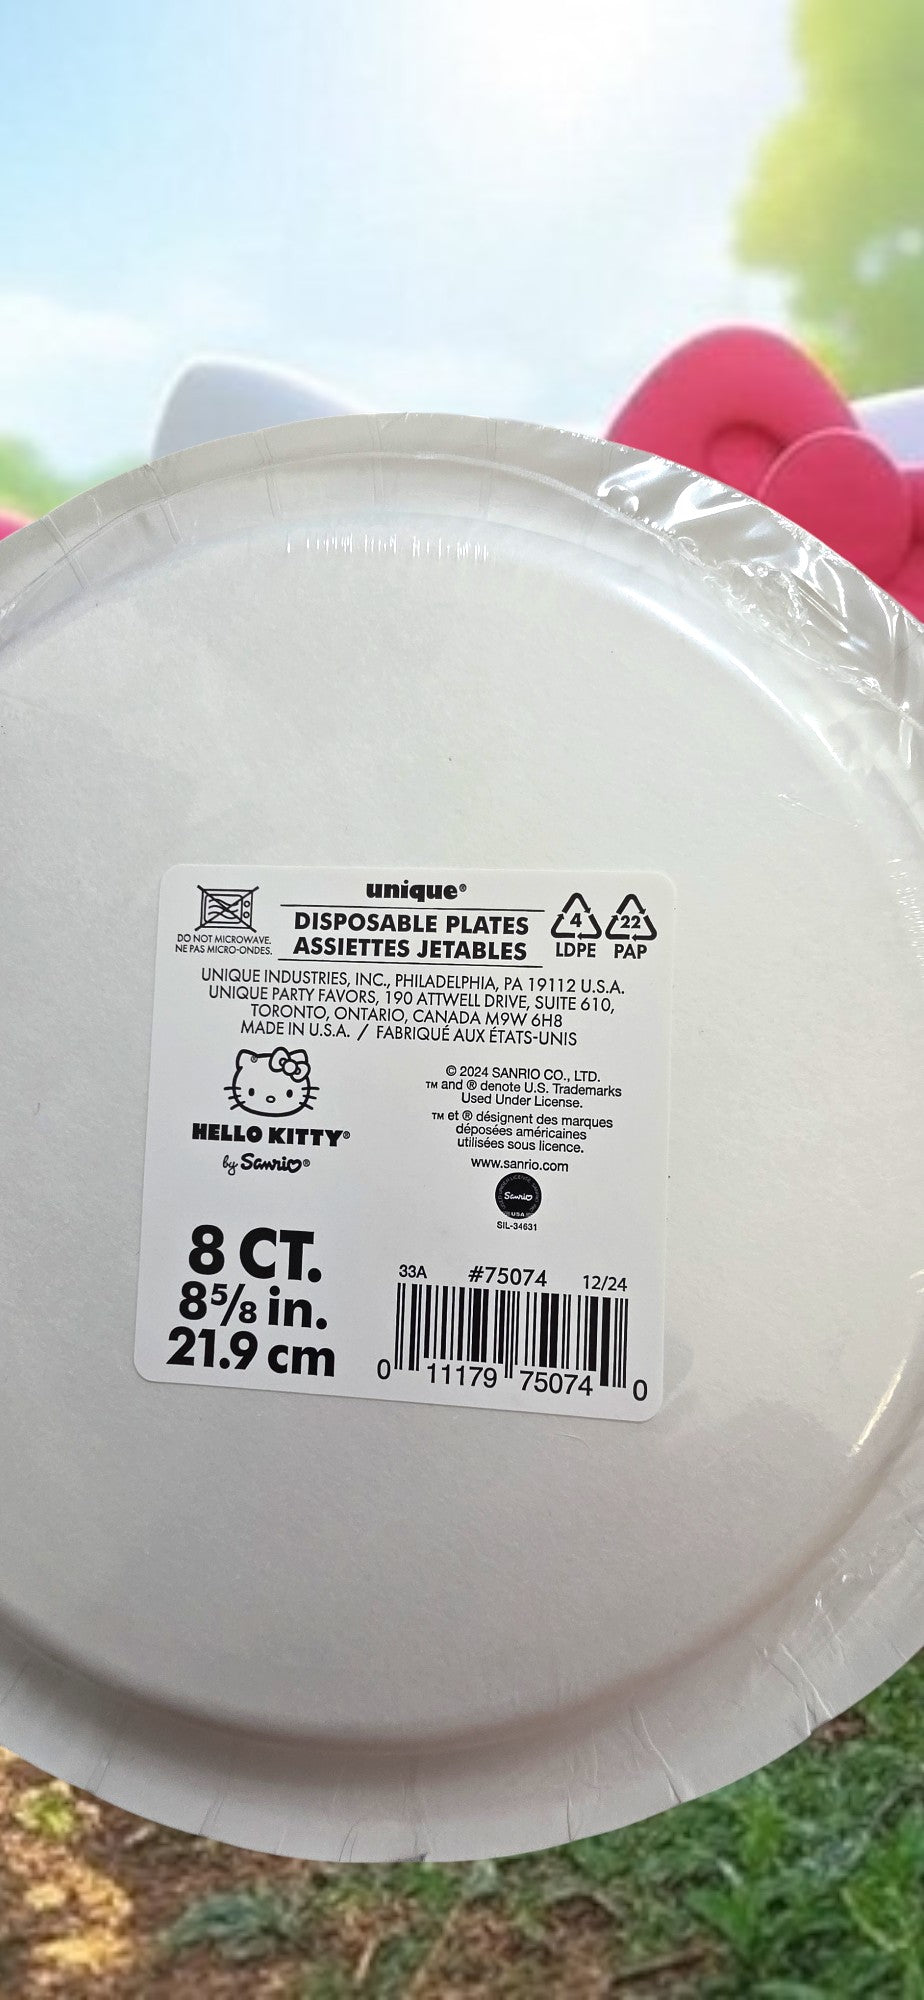 unique®
DISPOSABLE PLATES
ASSIETTES JETABLES
DO NOT MICROWAVE.
NE PAS MICRO-ONDES.
4
LDPE
22
PAP
UNIQUE INDUSTRIES, INC., PHILADELPHIA, PA 19112 U.S.A.
UNIQUE PARTY FAVORS, 190 ATTWELL DRIVE, SUITE 610,
TORONTO, ONTARIO, CANADA M9W 6H8
MADE IN U.S.A. / FABRIQUÉ AUX ÉTATS-UNIS
HELLO KITTY®
by Sanrio®
© 2024 SANRIO CO., LTD.
TM and ® denote U.S. Trademarks
Used Under License.
TM et ® désignent des marques
déposées américaines
utilisées sous licence.
www.sanrio.com
Sanrio
USA
SIL-34631
8 CT.
8⅝ in.
21.9 cm
33A #75074 12/24
0 11179 75074 0